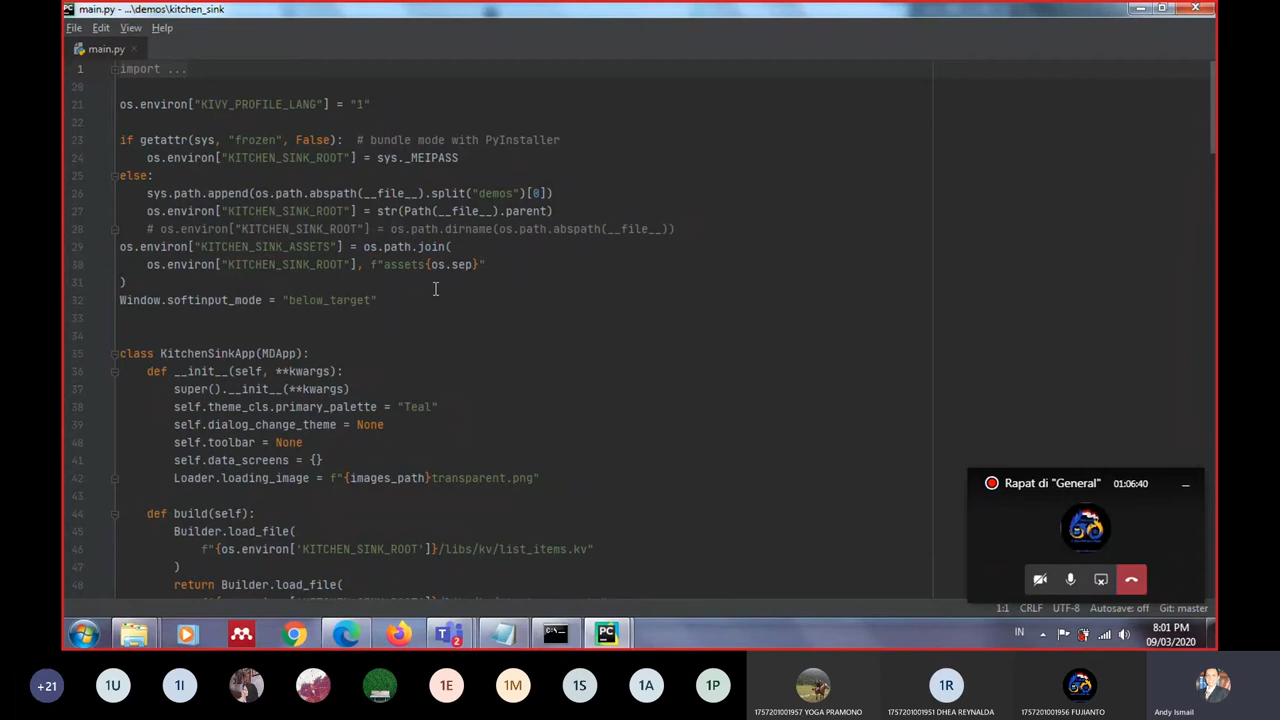 main.py - ...\demos\kitchen_sink
File Edit View Help
main.py
1 import ...
20
21 os.environ["KIVY_PROFILE_LANG"] = "1"
22
23 if getattr(sys, "frozen", False):  # bundle mode with PyInstaller
24 os.environ["KITCHEN_SINK_ROOT"] = sys._MEIPASS
25 else:
26 sys.path.append(os.path.abspath(__file__).split("demos")[0])
27 os.environ["KITCHEN_SINK_ROOT"] = str(Path(__file__).parent)
28 # os.environ["KITCHEN_SINK_ROOT"] = os.path.dirname(os.path.abspath(__file__))
29 os.environ["KITCHEN_SINK_ASSETS"] = os.path.join(
30 os.environ["KITCHEN_SINK_ROOT"], f"assets{os.sep}"
31 )
32 Window.softinput_mode = "below_target"
33
34
35 class KitchenSinkApp(MDApp):
36 def __init__(self, **kwargs):
37 super().__init__(**kwargs)
38 self.theme_cls.primary_palette = "Teal"
39 self.dialog_change_theme = None
40 self.toolbar = None
41 self.data_screens = {}
42 Loader.loading_image = f"{images_path}transparent.png"
43
44 def build(self):
45 Builder.load_file(
46 f"{os.environ['KITCHEN_SINK_ROOT']}/libs/kv/list_items.kv"
47 )
48 return Builder.load_file(
Rapat di "General" 01:06:40
1:1 CRLF UTF-8 Autosave: off Git: master
PC
2
C:\
PC
IN
8:01 PM
09/03/2020
+21 1U 1I 1E 1M 1S 1A 1P 1R
1757201001957 YOGA PRAMONO 1757201001951 DHEA REYNALDA 1757201001956 FUJIANTO Andy Ismail